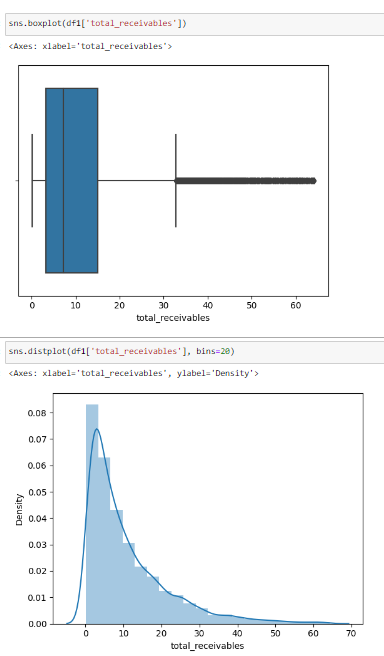 sns.boxplot(df1['total_receivables'])
<Axes: xlabel='total_receivables'>
0 10 20 30 40 50 60
total_receivables
sns.distplot(df1['total_receivables'], bins=20)
<Axes: xlabel='total_receivables', ylabel='Density'>
0.08
0.07
0.06
0.05
0.04
0.03
0.02
0.01
0.00
Density
0 10 20 30 40 50 60 70
total_receivables